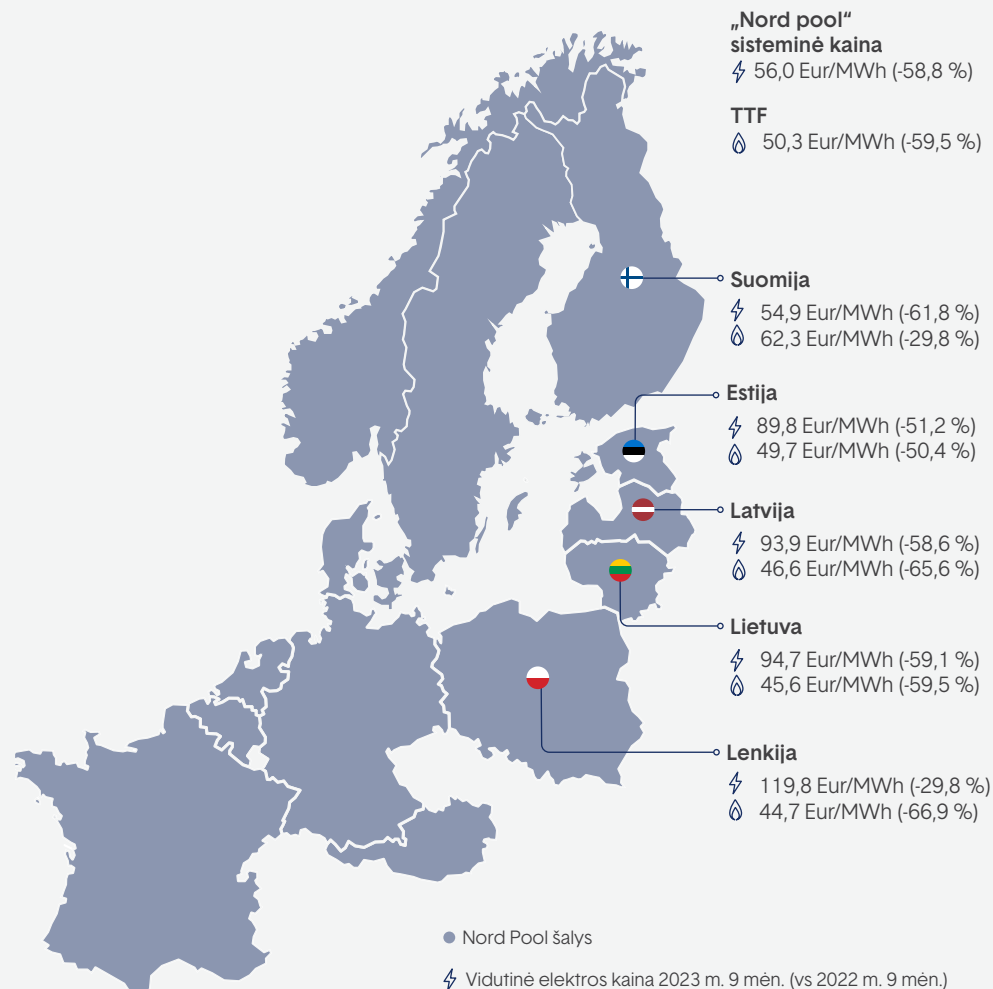 „Nord pool“
sisteminė kaina
56,0 Eur/MWh (-58,8 %)
TTF
50,3 Eur/MWh (-59,5 %)
Suomija
54,9 Eur/MWh (-61,8 %)
62,3 Eur/MWh (-29,8 %)
Estija
89,8 Eur/MWh (-51,2 %)
49,7 Eur/MWh (-50,4 %)
Latvija
93,9 Eur/MWh (-58,6 %)
46,6 Eur/MWh (-65,6 %)
Lietuva
94,7 Eur/MWh (-59,1 %)
45,6 Eur/MWh (-59,5 %)
Lenkija
119,8 Eur/MWh (-29,8 %)
44,7 Eur/MWh (-66,9 %)
Nord Pool šalys
Vidutinė elektros kaina 2023 m. 9 mėn. (vs 2022 m. 9 mėn.)